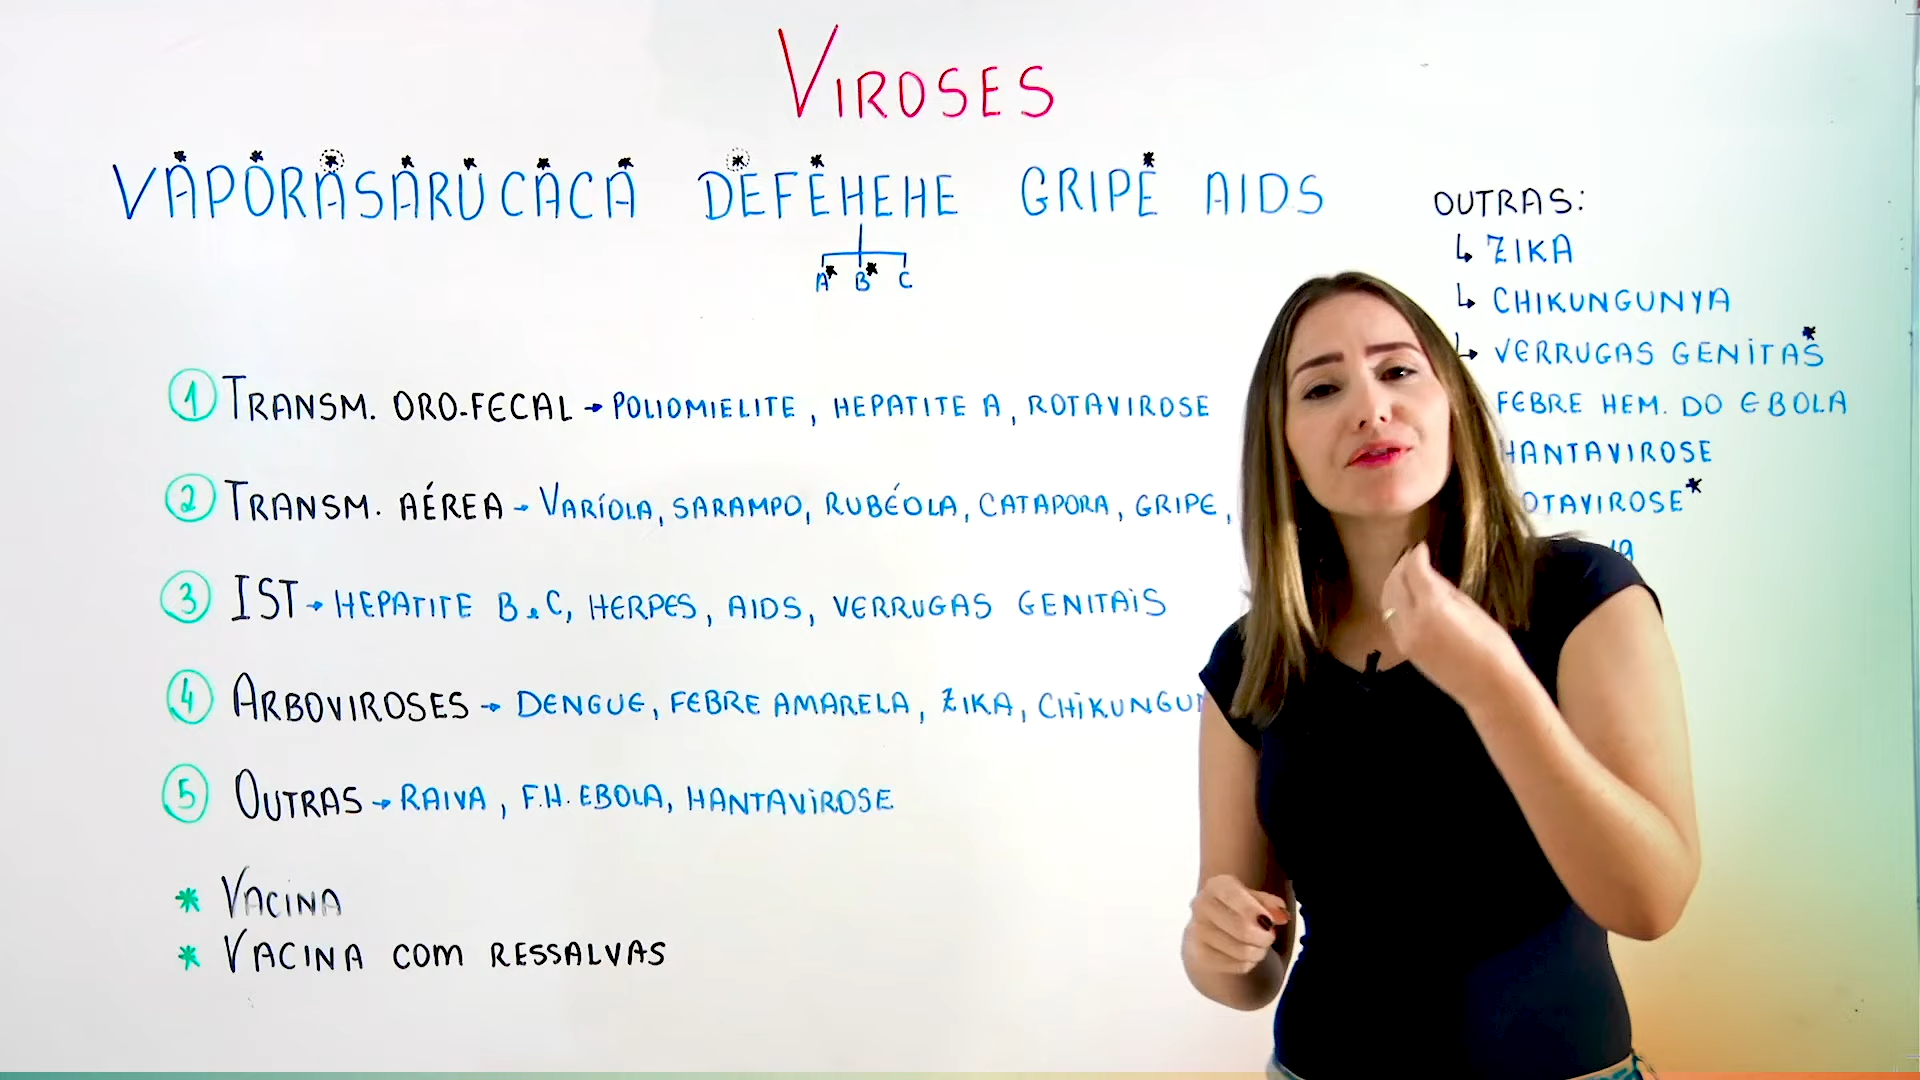 VIROSES
VAPORASARUCACA DEFEHEHE GRIPE AIDS
A* B* C
① TRANSM. ORO-FECAL → POLIOMIELITE, HEPATITE A, ROTAVIROSE
② TRANSM. AÉREA → VARÍOLA, SARAMPO, RUBÉOLA, CATAPORA, GRIPE,
③ IST → HEPATITE B e C, HERPES, AIDS, VERRUGAS GENITAIS
④ ARBOVIROSES → DENGUE, FEBRE AMARELA, ZIKA,
⑤ OUTRAS → RAIVA, F.H. EBOLA, HANTAVIROSE
* VACINA
* VACINA COM RESSALVAS
OUTRAS:
↳ ZIKA
↳ CHIKUNGUNYA
↳ VERRUGAS GENITAS*
FEBRE HEM. DO EBOLA
HANTAVIROSE
OTAVIROSE*